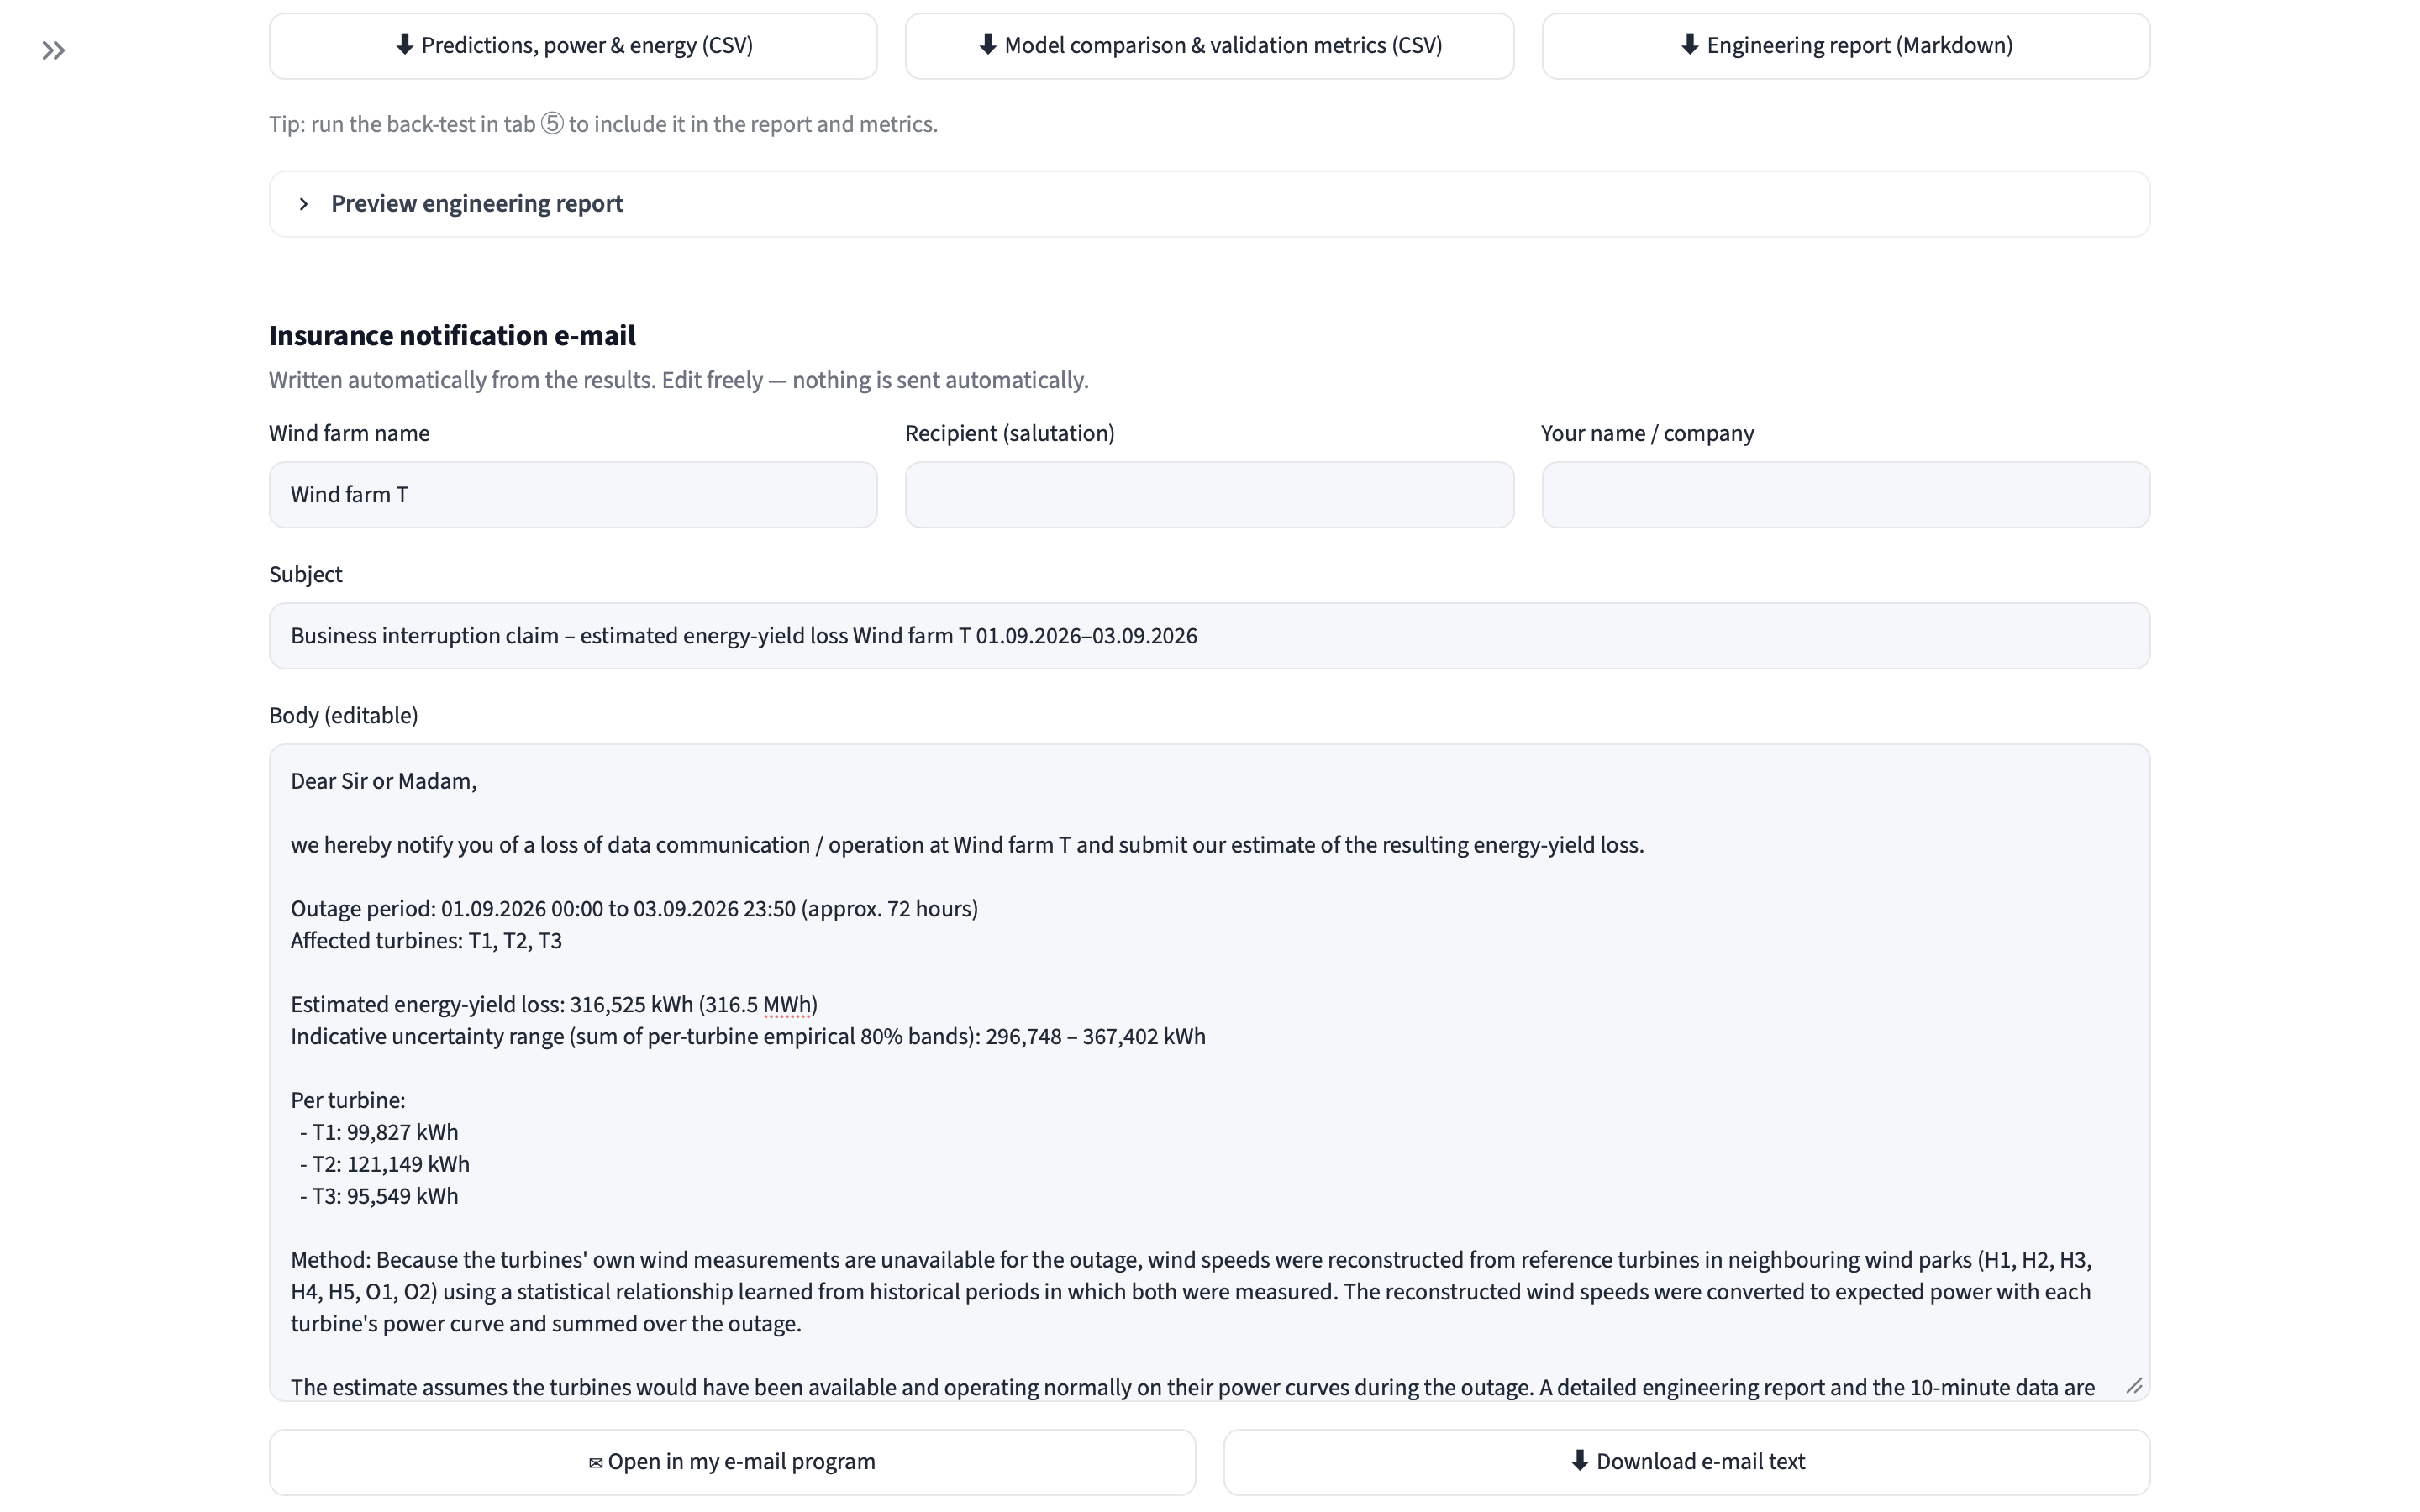 ⬇ Predictions, power & energy (CSV)
⬇ Model comparison & validation metrics (CSV)
⬇ Engineering report (Markdown)
Tip: run the back-test in tab ⑤ to include it in the report and metrics.
Preview engineering report
Insurance notification e-mail
Written automatically from the results. Edit freely — nothing is sent automatically.
Wind farm name
Recipient (salutation)
Your name / company
Wind farm T
Subject
Business interruption claim – estimated energy-yield loss Wind farm T 01.09.2026–03.09.2026
Body (editable)
Dear Sir or Madam,
we hereby notify you of a loss of data communication / operation at Wind farm T and submit our estimate of the resulting energy-yield loss.
Outage period: 01.09.2026 00:00 to 03.09.2026 23:50 (approx. 72 hours)
Affected turbines: T1, T2, T3
Estimated energy-yield loss: 316,525 kWh (316.5 MWh)
Indicative uncertainty range (sum of per-turbine empirical 80% bands): 296,748 – 367,402 kWh
Per turbine:
- T1: 99,827 kWh
- T2: 121,149 kWh
- T3: 95,549 kWh
Method: Because the turbines' own wind measurements are unavailable for the outage, wind speeds were reconstructed from reference turbines in neighbouring wind parks (H1, H2, H3,
H4, H5, O1, O2) using a statistical relationship learned from historical periods in which both were measured. The reconstructed wind speeds were converted to expected power with each
turbine's power curve and summed over the outage.
The estimate assumes the turbines would have been available and operating normally on their power curves during the outage. A detailed engineering report and the 10-minute data are
✉ Open in my e-mail program
⬇ Download e-mail text